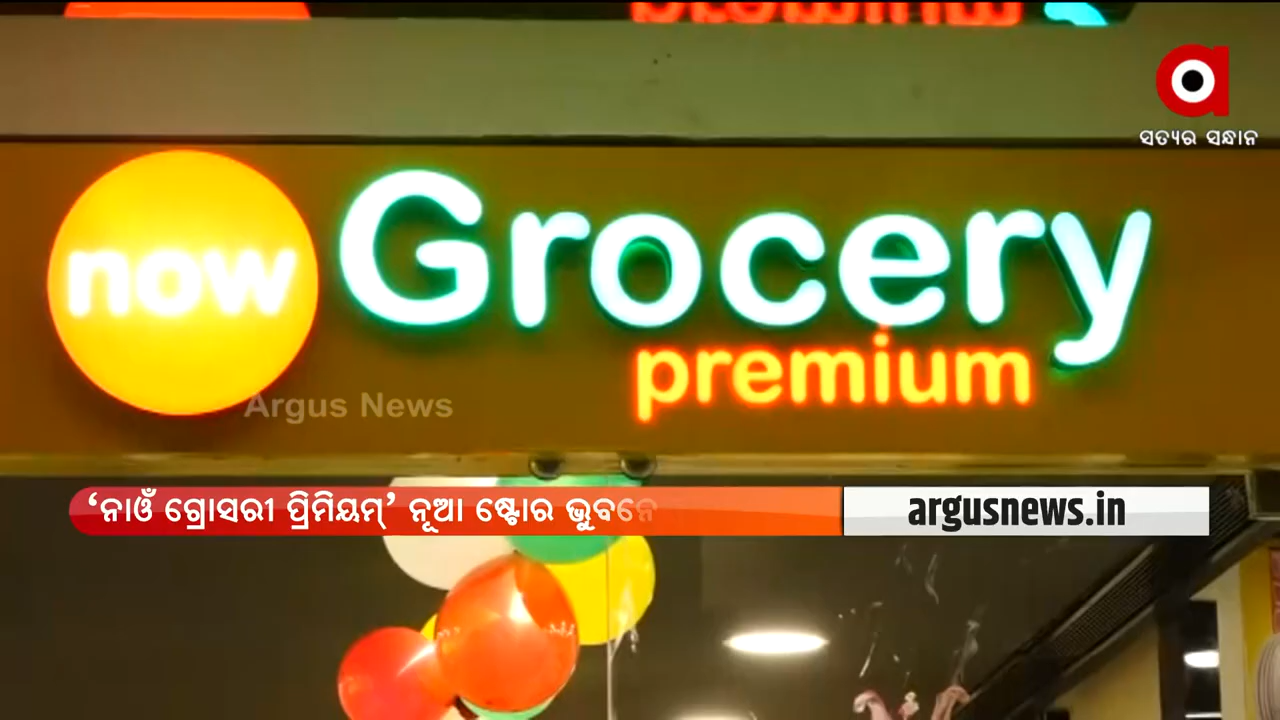 ସତ୍ୟର ସନ୍ଧାନ
now Grocery
premium
Argus News
‘ନାଓଁ ଗ୍ରୋସରୀ ପ୍ରିମିୟମ୍’ ନୂଆ ଷ୍ଟୋର ଭୁବନେ
argusnews.in